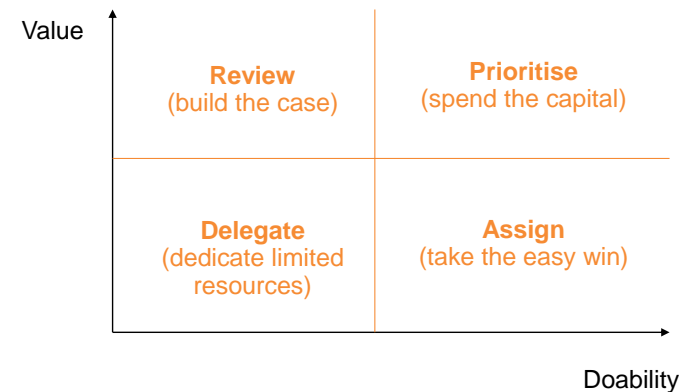 Value
Review
(build the case)
Prioritise
(spend the capital)
Delegate
(dedicate limited
resources)
Assign
(take the easy win)
Doability